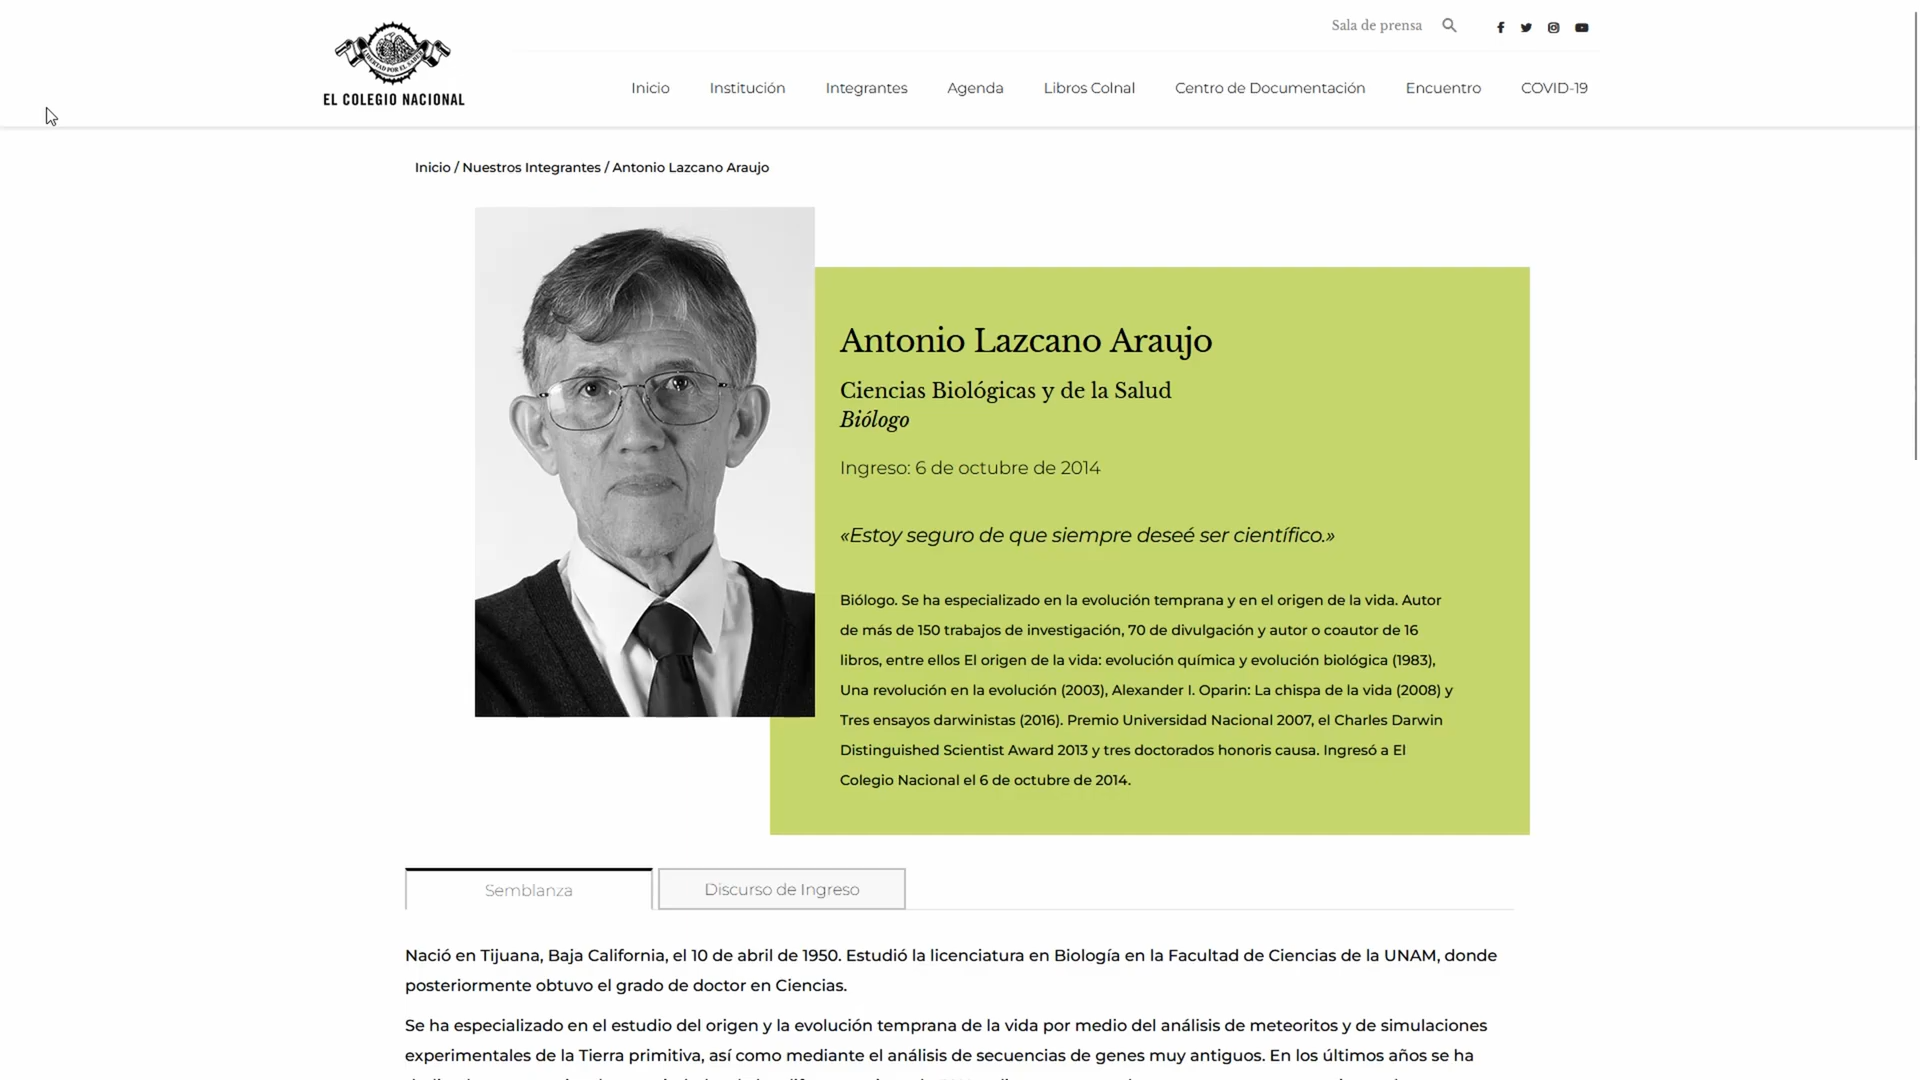 Sala de prensa
LIBERTAD POR EL SABER
EL COLEGIO NACIONAL
Inicio Institución Integrantes Agenda Libros Colnal Centro de Documentación Encuentro COVID-19
Inicio / Nuestros Integrantes / Antonio Lazcano Araujo
Antonio Lazcano Araujo
Ciencias Biológicas y de la Salud
Biólogo
Ingreso: 6 de octubre de 2014
«Estoy seguro de que siempre deseé ser científico.»
Biólogo. Se ha especializado en la evolución temprana y en el origen de la vida. Autor
de más de 150 trabajos de investigación, 70 de divulgación y autor o coautor de 16
libros, entre ellos El origen de la vida: evolución química y evolución biológica (1983),
Una revolución en la evolución (2003), Alexander I. Oparin: La chispa de la vida (2008) y
Tres ensayos darwinistas (2016). Premio Universidad Nacional 2007, el Charles Darwin
Distinguished Scientist Award 2013 y tres doctorados honoris causa. Ingresó a El
Colegio Nacional el 6 de octubre de 2014.
Semblanza Discurso de Ingreso
Nació en Tijuana, Baja California, el 10 de abril de 1950. Estudió la licenciatura en Biología en la Facultad de Ciencias de la UNAM, donde
posteriormente obtuvo el grado de doctor en Ciencias.
Se ha especializado en el estudio del origen y la evolución temprana de la vida por medio del análisis de meteoritos y de simulaciones
experimentales de la Tierra primitiva, así como mediante el análisis de secuencias de genes muy antiguos. En los últimos años se ha